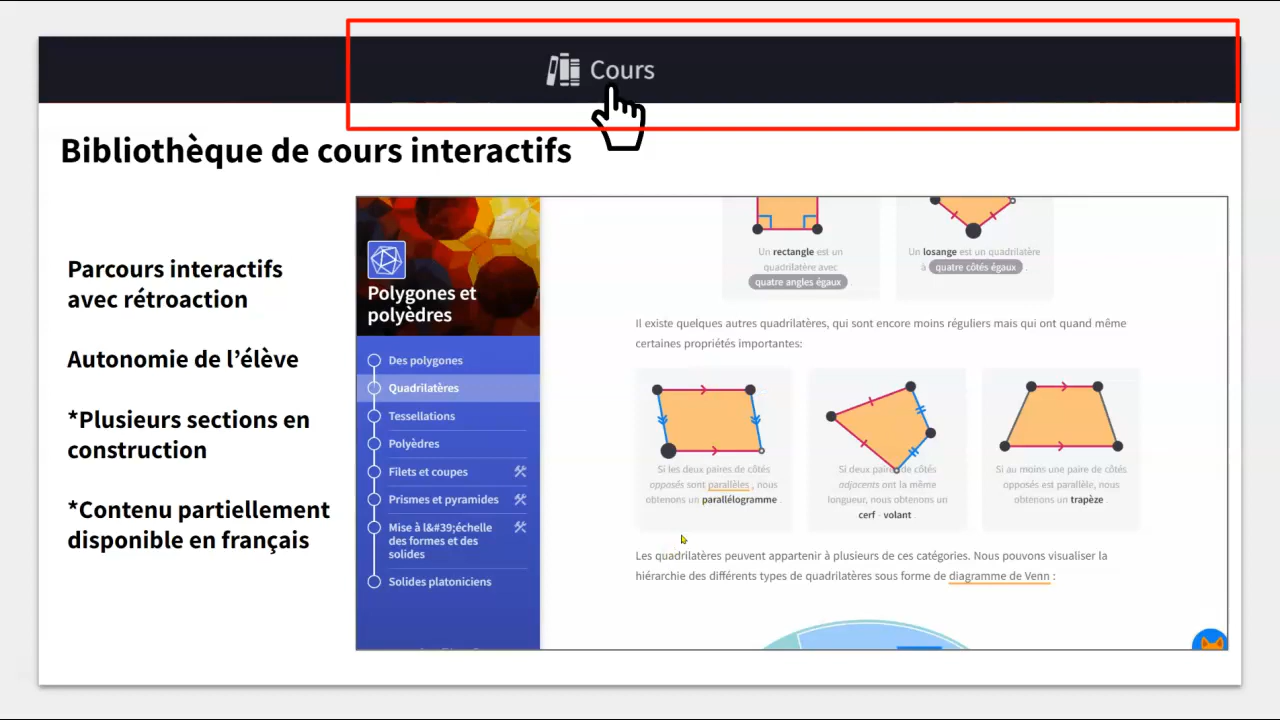 Cours
Bibliothèque de cours interactifs
Parcours interactifs
avec rétroaction
Autonomie de l'élève
*Plusieurs sections en
construction
*Contenu partiellement
disponible en français
Polygones et
polyèdres
Des polygones
Quadrilatères
Tessellations
Polyèdres
Filets et coupes
Prismes et pyramides
Mise à l&#39;échelle
des formes et des
solides
Solides platoniciens
Un rectangle est un
quadrilatère avec
quatre angles égaux
Un losange est un quadrilatère
à quatre côtés égaux .
Il existe quelques autres quadrilatères, qui sont encore moins réguliers mais qui ont quand même
certaines propriétés importantes:
Si les deux paires de côtés
opposés sont parallèles , nous
obtenons un parallélogramme .
Si deux paires de côtés
adjacents ont la même
longueur, nous obtenons un
cerf - volant .
Si au moins une paire de côtés
opposés est parallèle, nous
obtenons un trapèze .
Les quadrilatères peuvent appartenir à plusieurs de ces catégories. Nous pouvons visualiser la
hiérarchie des différents types de quadrilatères sous forme de diagramme de Venn :